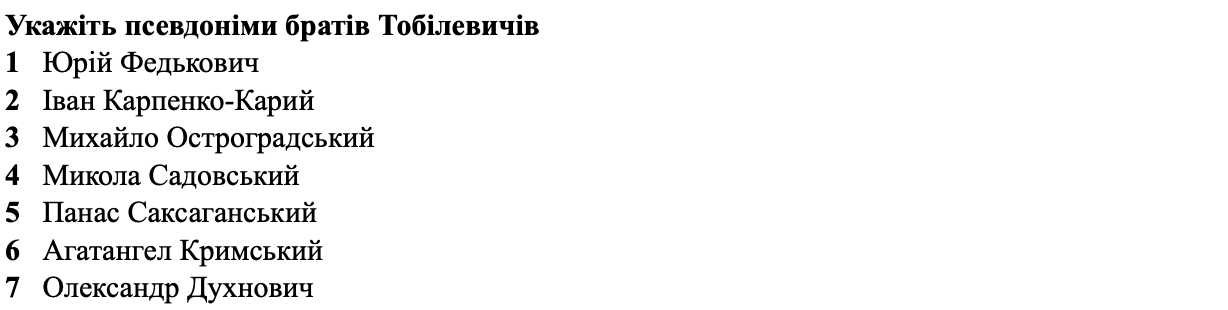 Укажіть псевдоніми братів Тобілевичів
1 Юрій Федькович
2 Іван Карпенко-Карий
3 Михайло Остроградський
4 Микола Садовський
5 Панас Саксаганський
6 Агатангел Кримський
7 Олександр Духнович